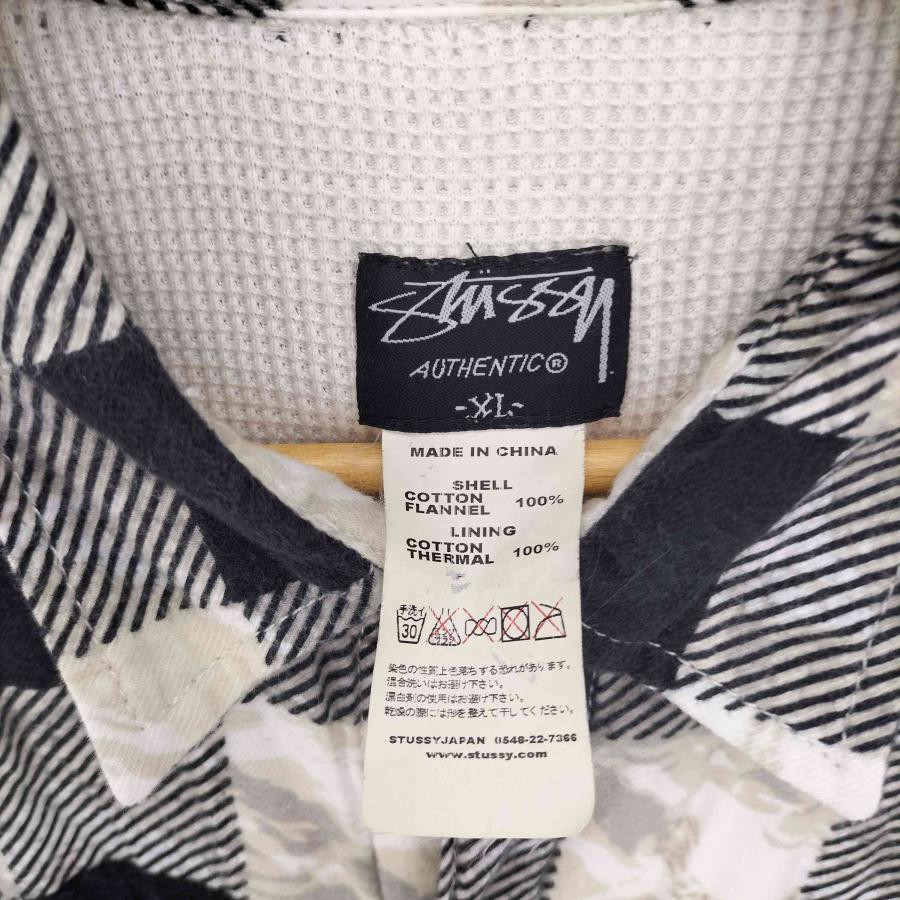 Stüssy
AUTHENTIC®
-XL-
MADE IN CHINA
SHELL
COTTON FLANNEL 100%
LINING
COTTON THERMAL 100%
手洗イ
30
染色の性質上色落ちする恐れがあります。
混合洗いはお避け下さい。
漂白剤の使用はお避け下さい。
乾燥の際には形を整えて干してください。
STUSSYJAPAN 0548-22-7366
www.stussy.com